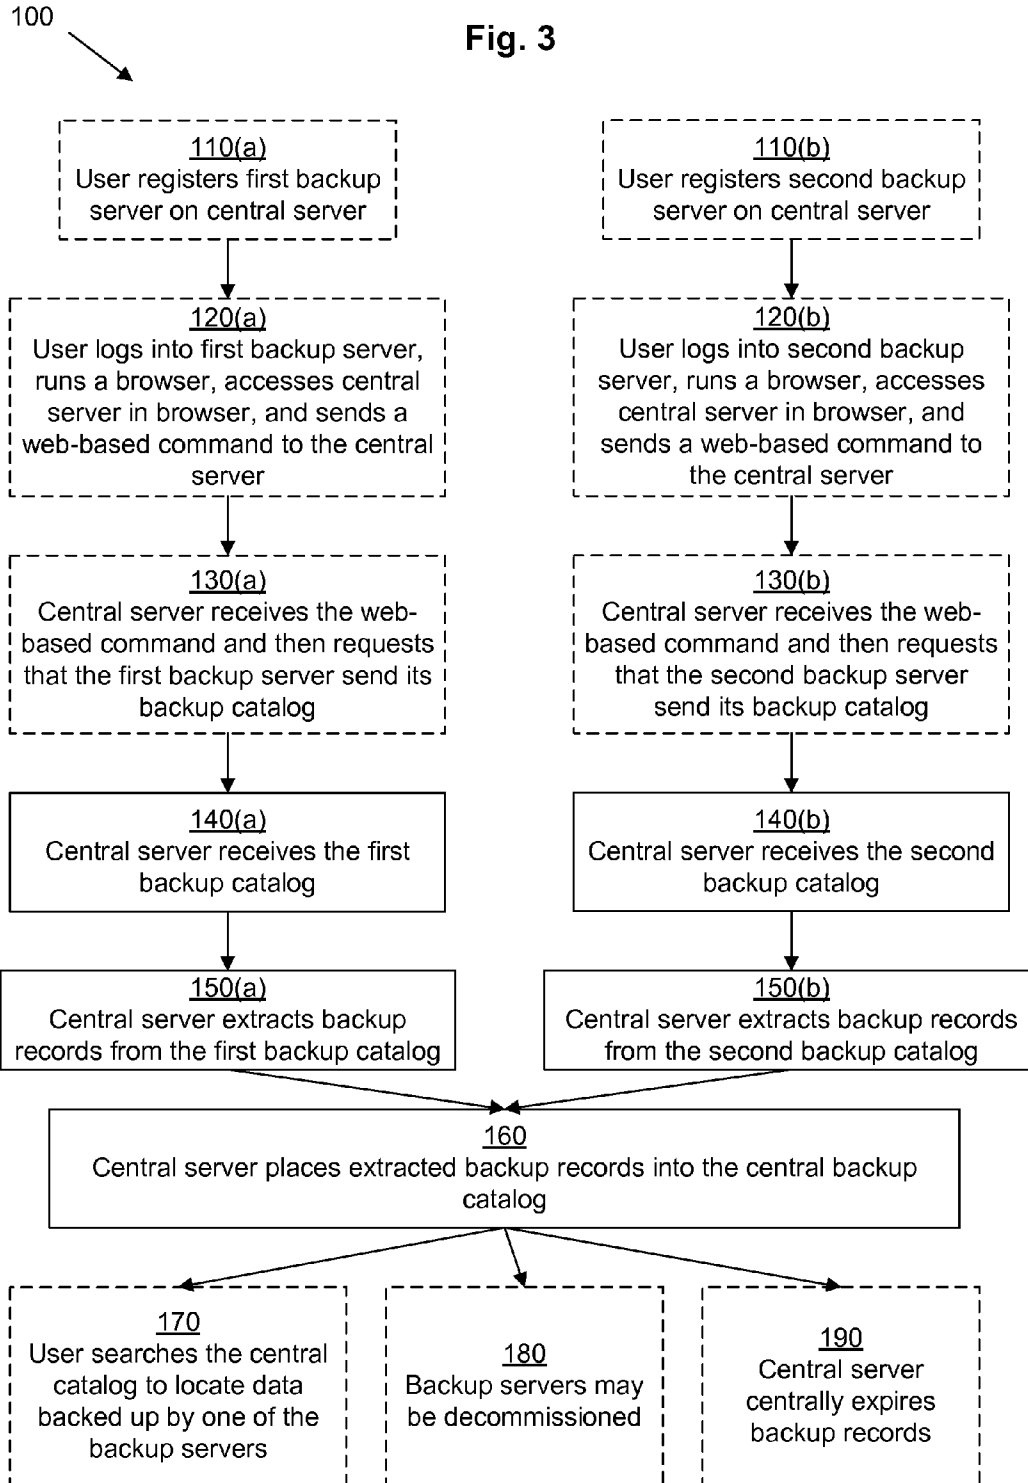 100
Fig. 3
110(a)
User registers first backup
server on central server
110(b)
User registers second backup
server on central server
120(a)
User logs into first backup server,
runs a browser, accesses central
server in browser, and sends a
web-based command to the central
server
120(b)
User logs into second backup
server, runs a browser, accesses
central server in browser, and
sends a web-based command to
the central server
130(a)
Central server receives the web-
based command and then requests
that the first backup server send its
backup catalog
130(b)
Central server receives the web-
based command and then requests
that the second backup server
send its backup catalog
140(a)
Central server receives the first
backup catalog
140(b)
Central server receives the second
backup catalog
150(a)
Central server extracts backup
records from the first backup catalog
150(b)
Central server extracts backup records
from the second backup catalog
160
Central server places extracted backup records into the central backup
catalog
170
User searches the central
catalog to locate data
backed up by one of the
backup servers
180
Backup servers may
be decommissioned
190
Central server
centrally expires
backup records